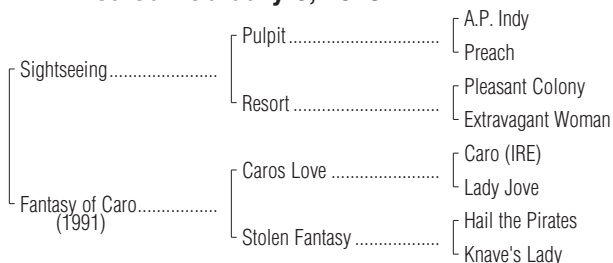 A.P. Indy
Pulpit
Preach
Sightseeing
Pleasant Colony
Resort
Extravagant Woman
Caro (IRE)
Caros Love
Lady Jove
Fantasy of Caro
(1991)
Hail the Pirates
Stolen Fantasy
Knave's Lady